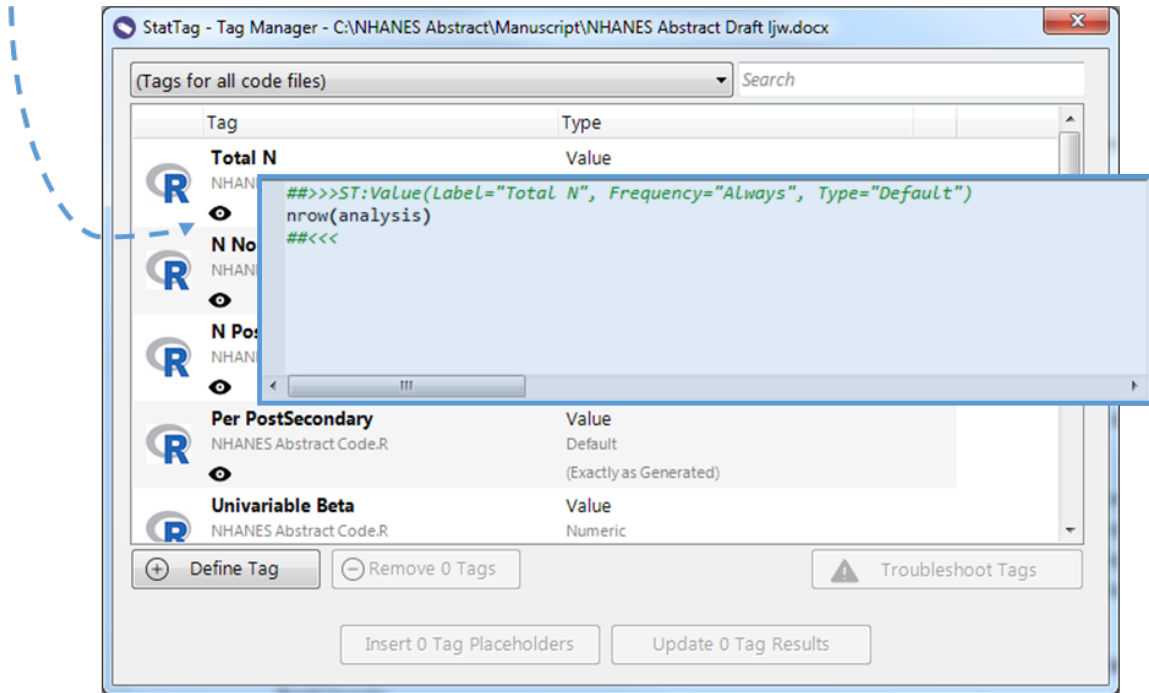 StatTag - Tag Manager - C:\NHANES Abstract\Manuscript\NHANES Abstract Draft ljw.docx
x
(Tags for all code files)
Search
Tag Type
R Total N Value
NHAN
##>>>ST:Value(Label="Total N", Frequency="Always", Type="Default")
nrow(analysis)
##<<<
R N No
NHAN
R N Pos
NHAN
R Per PostSecondary Value
NHANES Abstract Code.R Default
(Exactly as Generated)
R Univariable Beta Value
NHANES Abstract Code.R Numeric
Define Tag
Remove 0 Tags
Troubleshoot Tags
Insert 0 Tag Placeholders
Update 0 Tag Results